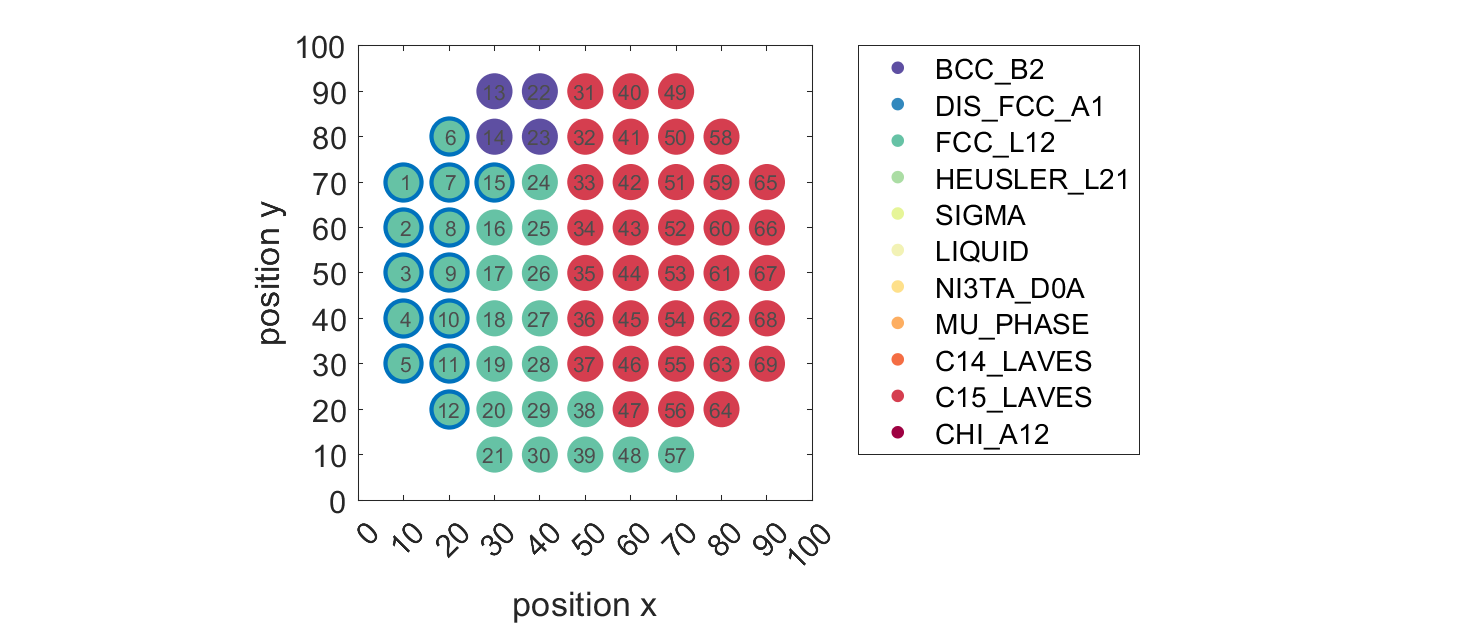 100
90 13 22 31 40 49
80 6 14 23 32 41 50 58
70 1 7 15 24 33 42 51 59 65
60 2 8 16 25 34 43 52 60 66
50 3 9 17 26 35 44 53 61 67
40 4 10 18 27 36 45 54 62 68
30 5 11 19 28 37 46 55 63 69
20 12 20 29 38 47 56 64
10 21 30 39 48 57
0
0 10 20 30 40 50 60 70 80 90 100
position x
position y
BCC_B2
DIS_FCC_A1
FCC_L12
HEUSLER_L21
SIGMA
LIQUID
NI3TA_D0A
MU_PHASE
C14_LAVES
C15_LAVES
CHI_A12